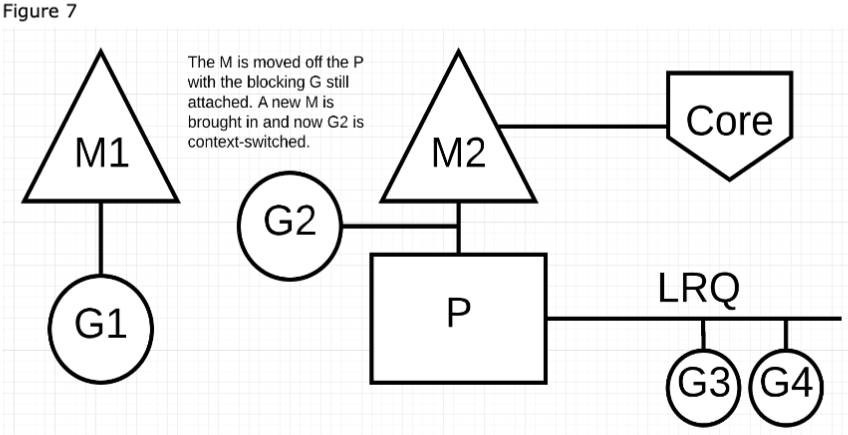 Figure 7
The M is moved off the P
with the blocking G still
attached. A new M is
brought in and now G2 is
context-switched.
M1
M2
Core
G2
G1
P
LRQ
G3
G4